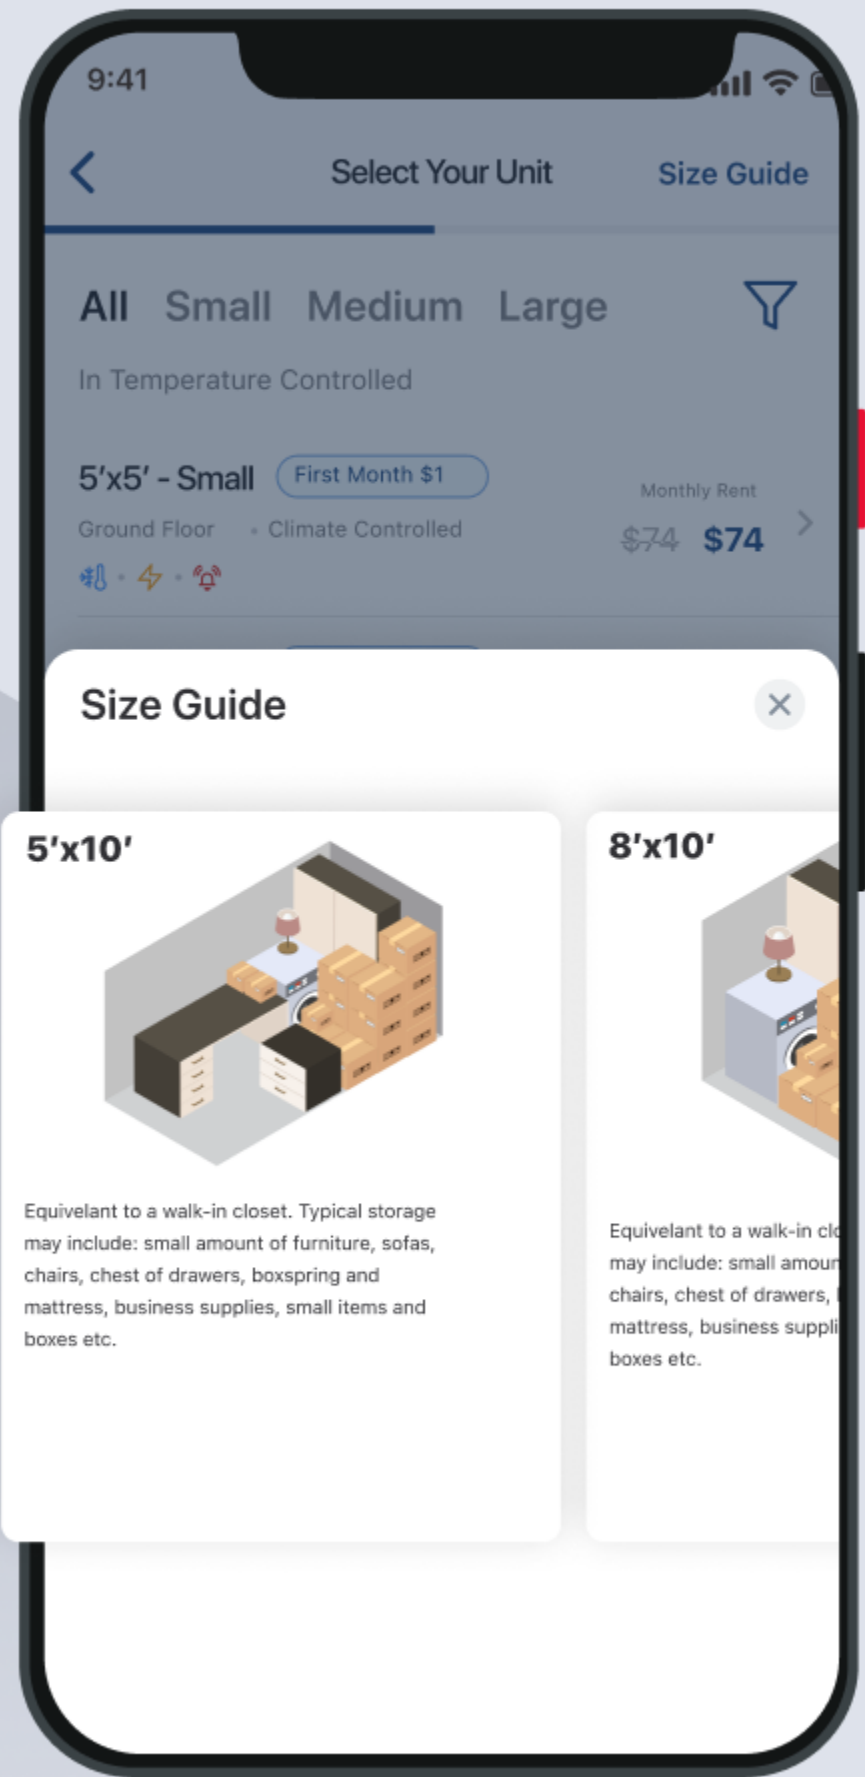 9:41
Select Your Unit
Size Guide
All Small Medium Large
In Temperature Controlled
5'x5' - Small
First Month $1
Monthly Rent
Ground Floor • Climate Controlled
$74 $74
Size Guide
5'x10'
Equivelant to a walk-in closet. Typical storage
may include: small amount of furniture, sofas,
chairs, chest of drawers, boxspring and
mattress, business supplies, small items and
boxes etc.
8'x10'
Equivelant to a walk-in
may include: small
chairs, chest of drawers,
mattress, business
boxes etc.